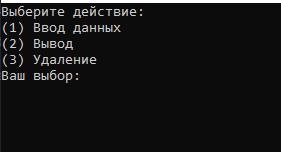 Выберите действие:
(1) Ввод данных
(2) Вывод
(3) Удаление
Ваш выбор: